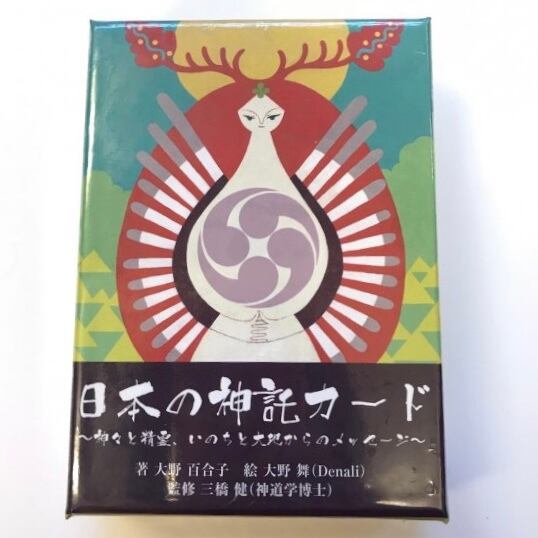 日本の神託カード
〜神々と精霊、いのちと大地からのメッセージ〜
著 大野 百合子　絵 大野 舞(Denali)
監修 三橋 健(神道学博士)